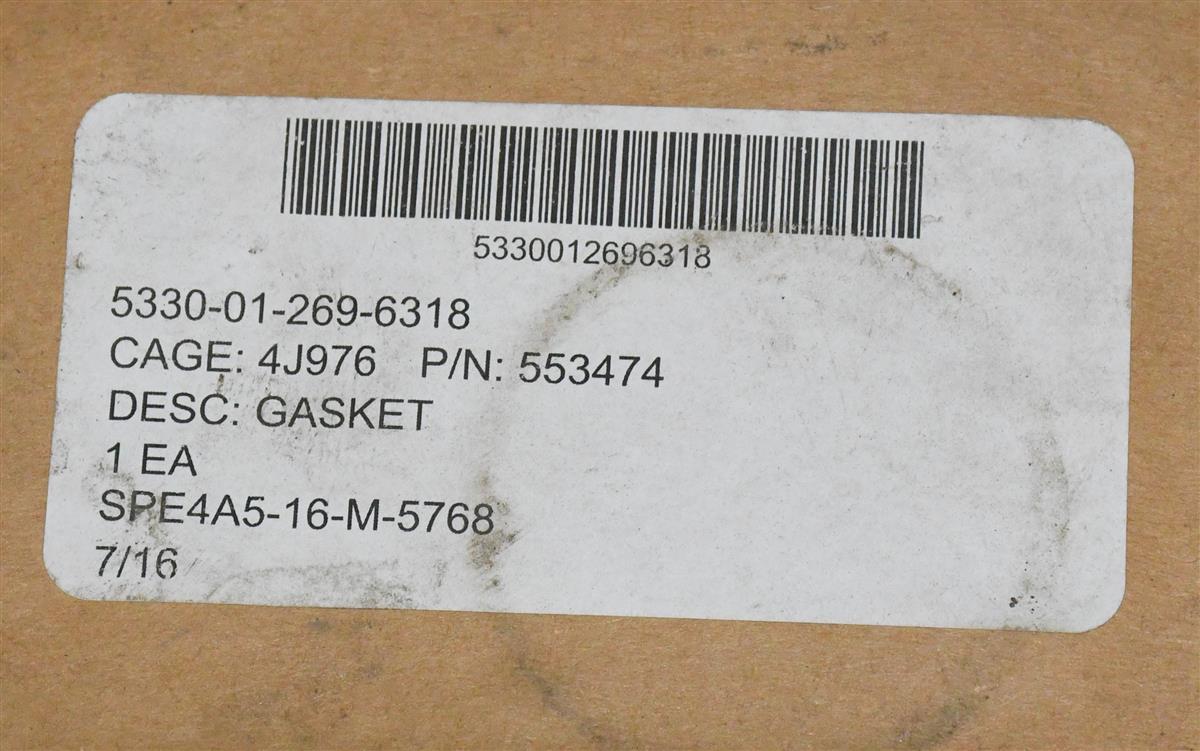 5330012696318
5330-01-269-6318
CAGE: 4J976 P/N: 553474
DESC: GASKET
1 EA
SPE4A5-16-M-5768
7/16